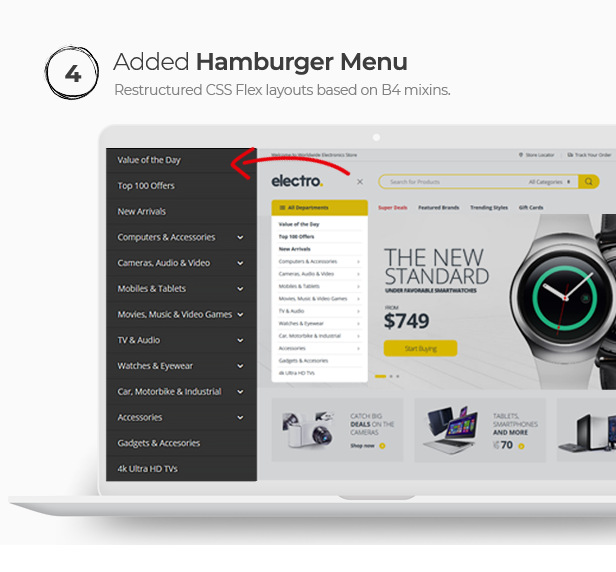 4
Added Hamburger Menu
Restructured CSS Flex layouts based on B4 mixins.
Value of the Day
Top 100 Offers
New Arrivals
Computers & Accessories
Cameras, Audio & Video
Mobiles & Tablets
Movies, Music & Video Games
TV & Audio
Watches & Eyewear
Car, Motorbike & Industrial
Accessories
Gadgets & Accesories
4k Ultra HD TVs
Welcome to Worldwide Electronics Store
Store Locator
Track Your Order
electro.
Search for Products
All Categories
All Departments
Super Deals
Featured Brands
Trending Styles
Gift Cards
Value of the Day
Top 100 Offers
New Arrivals
Computers & Accessories
Cameras, Audio & Video
Mobiles & Tablets
Movies, Music & Video Games
TV & Audio
Watches & Eyewear
Car, Motorbike & Industrial
Accessories
Gadgets & Accesories
4k Ultra HD TVs
THE NEW
STANDARD
UNDER FAVORABLE SMARTWATCHES
FROM
$749
Start Buying
CATCH BIG
DEALS ON THE
CAMERAS
Shop now
TABLETS,
SMARTPHONES
AND MORE
70